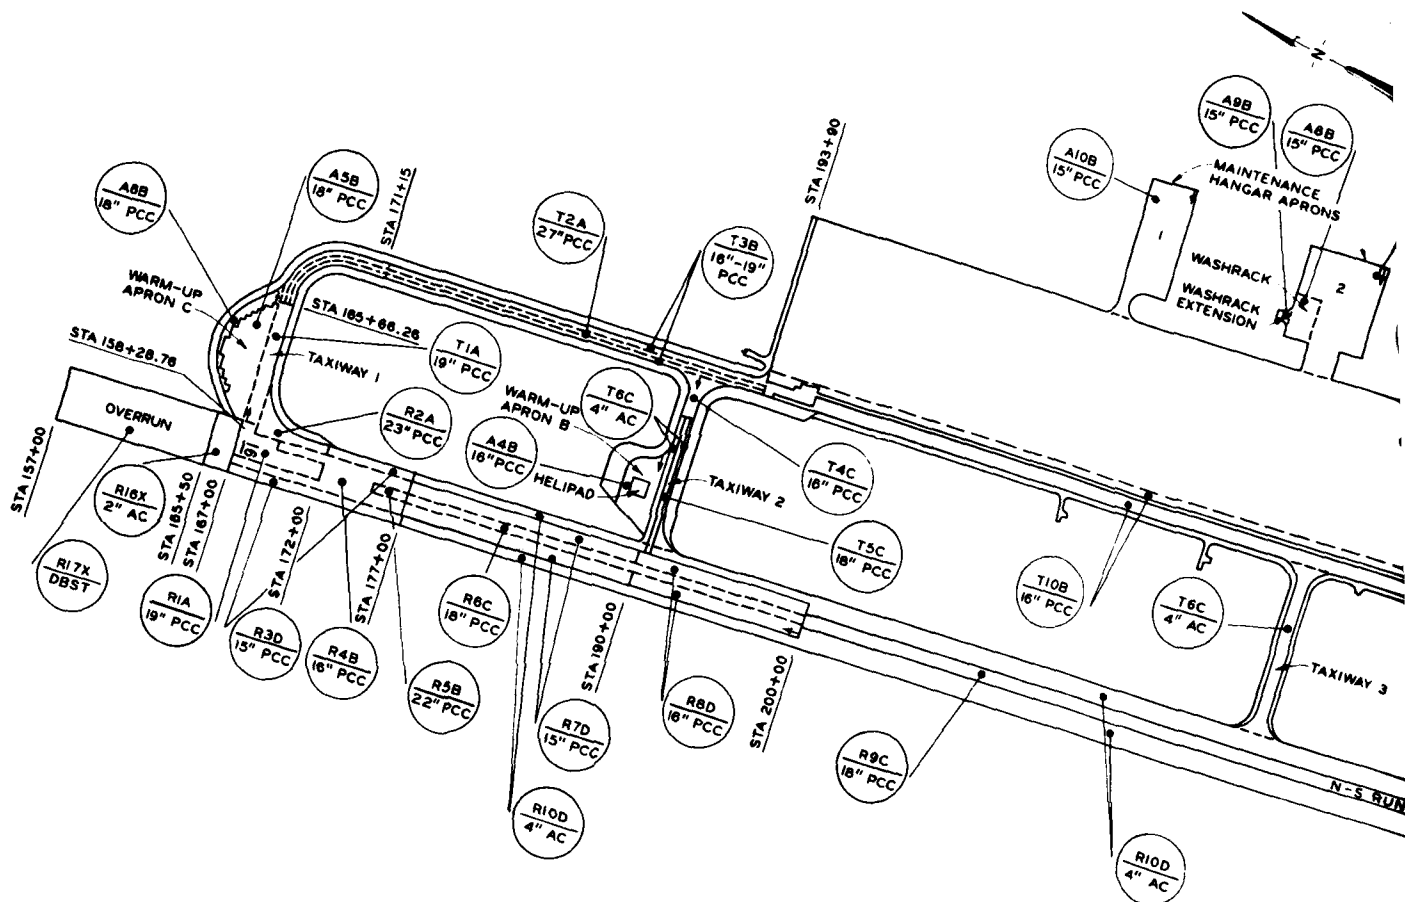 N
A9B
15" PCC
A8B
15" PCC
A10B
15" PCC
MAINTENANCE
HANGAR APRONS
STA 193+90
A6B
18" PCC
A5B
18" PCC
STA 171+15
T2A
27" PCC
T3B
16"-19"
PCC
1
WASHRACK
2
WASHRACK
EXTENSION
WARM-UP
APRON C
STA 165+66.26
STA 158+28.76
TAXIWAY 1
T1A
19" PCC
T6C
4" AC
WARM-UP
APRON B
OVERRUN
R2A
23" PCC
A4B
16" PCC
HELIPAD
T4C
16" PCC
TAXIWAY 2
19
STA 157+00
R16X
2" AC
STA 165+50
STA 167+00
STA 172+00
STA 177+00
T5C
18" PCC
R17X
DBST
R1A
19" PCC
R3D
15" PCC
R4B
16" PCC
R5B
22" PCC
R6C
18" PCC
STA 190+00
T10B
16" PCC
T6C
4" AC
TAXIWAY 3
R7D
15" PCC
R8D
16" PCC
STA 200+00
R9C
18" PCC
N-S RUN
R10D
4" AC
R10D
4" AC